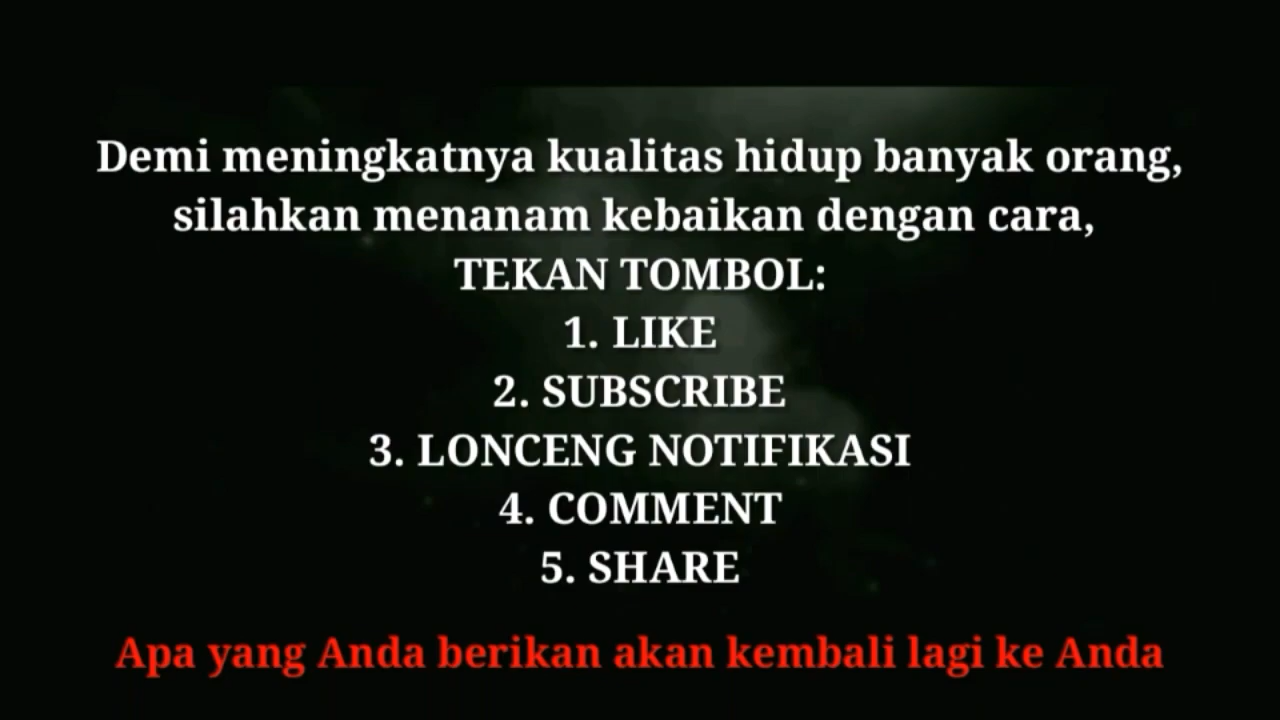 Demi meningkatnya kualitas hidup banyak orang,
silahkan menanam kebaikan dengan cara,
TEKAN TOMBOL:
1. LIKE
2. SUBSCRIBE
3. LONCENG NOTIFIKASI
4. COMMENT
5. SHARE
Apa yang Anda berikan akan kembali lagi ke Anda